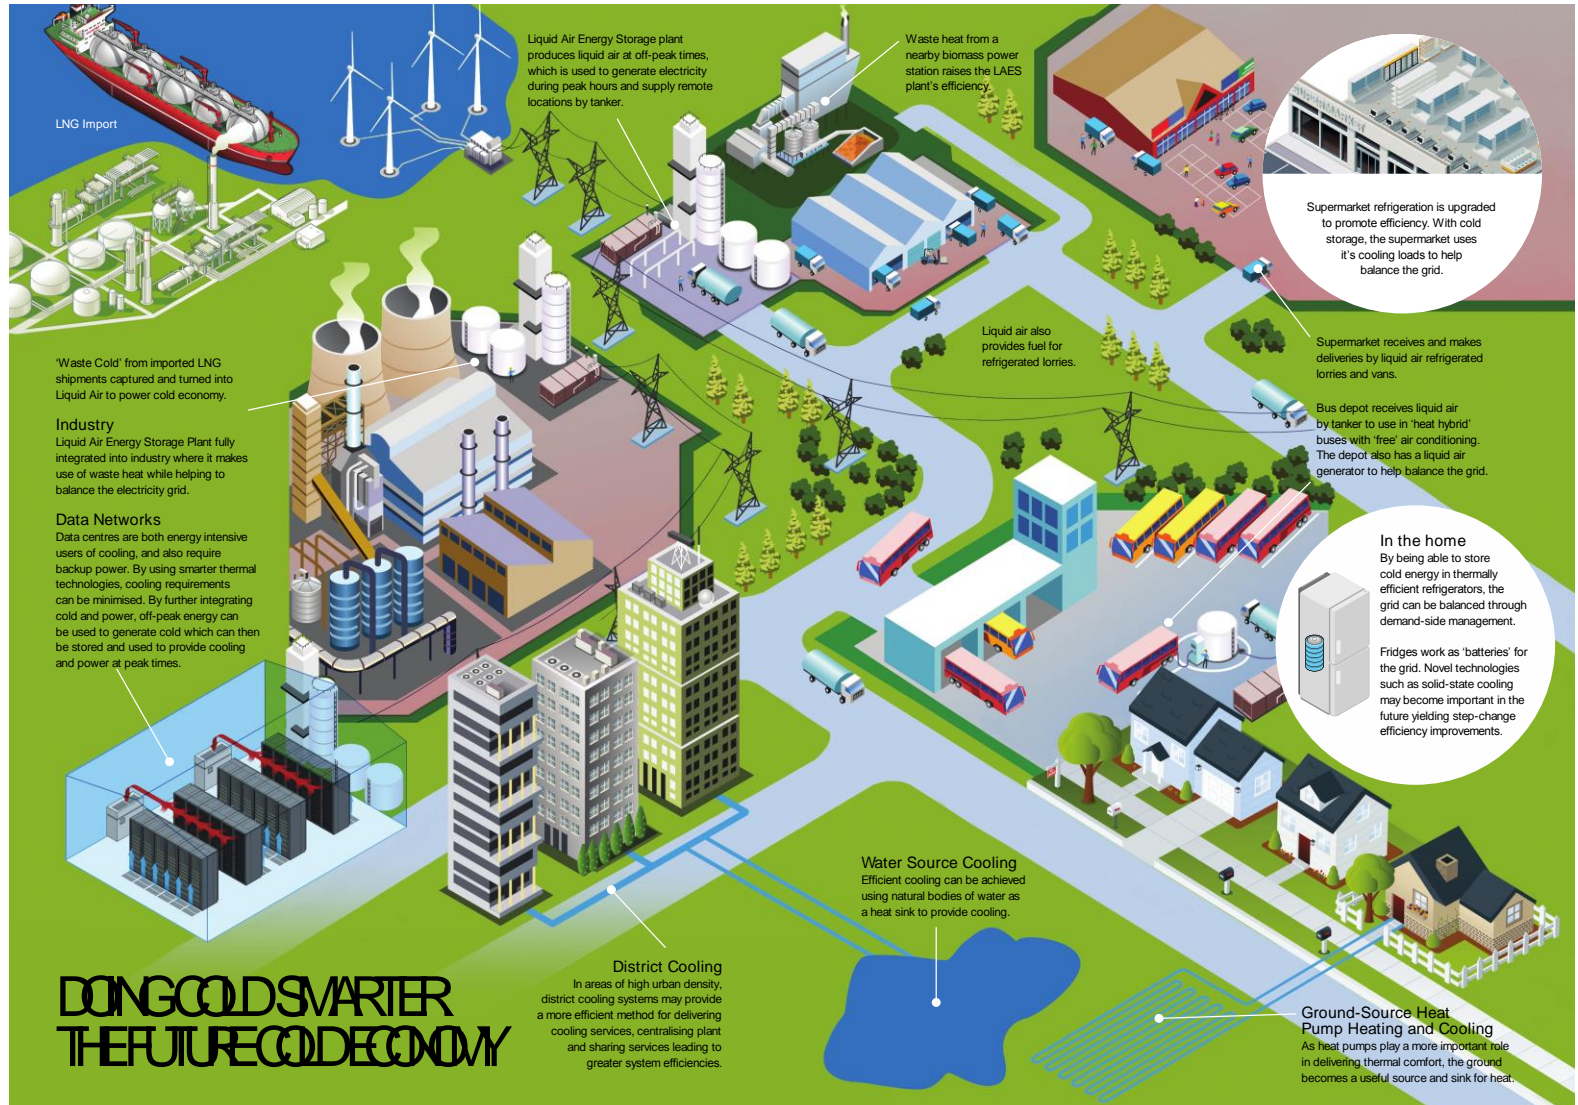 LNG Import
Liquid Air Energy Storage plant
produces liquid air at off-peak times,
which is used to generate electricity
during peak hours and supply remote
locations by tanker.
Waste heat from a
nearby biomass power
station raises the LAES
plant's efficiency.
SUPERMARKET
Supermarket refrigeration is upgraded
to promote efficiency. With cold
storage, the supermarket uses
it's cooling loads to help
balance the grid.
Liquid air also
provides fuel for
refrigerated lorries.
Supermarket receives and makes
deliveries by liquid air refrigerated
lorries and vans.
Bus depot receives liquid air
by tanker to use in 'heat hybrid'
buses with 'free' air conditioning.
The depot also has a liquid air
generator to help balance the grid.
'Waste Cold' from imported LNG
shipments captured and turned into
Liquid Air to power cold economy.
Industry
Liquid Air Energy Storage Plant fully
integrated into industry where it makes
use of waste heat while helping to
balance the electricity grid.
Data Networks
Data centres are both energy intensive
users of cooling, and also require
backup power. By using smarter thermal
technologies, cooling requirements
can be minimised. By further integrating
cold and power, off-peak energy can
be used to generate cold which can then
be stored and used to provide cooling
and power at peak times.
In the home
By being able to store
cold energy in thermally
efficient refrigerators, the
grid can be balanced through
demand-side management.
Fridges work as 'batteries' for
the grid. Novel technologies
such as solid-state cooling
may become important in the
future yielding step-change
efficiency improvements.
Water Source Cooling
Efficient cooling can be achieved
using natural bodies of water as
a heat sink to provide cooling.
District Cooling
In areas of high urban density,
district cooling systems may provide
a more efficient method for delivering
cooling services, centralising plant
and sharing services leading to
greater system efficiencies.
Ground-Source Heat
Pump Heating and Cooling
As heat pumps play a more important role
in delivering thermal comfort, the ground
becomes a useful source and sink for heat.
DOING COLD SMARTER
THE FUTURE COLD ECONOMY